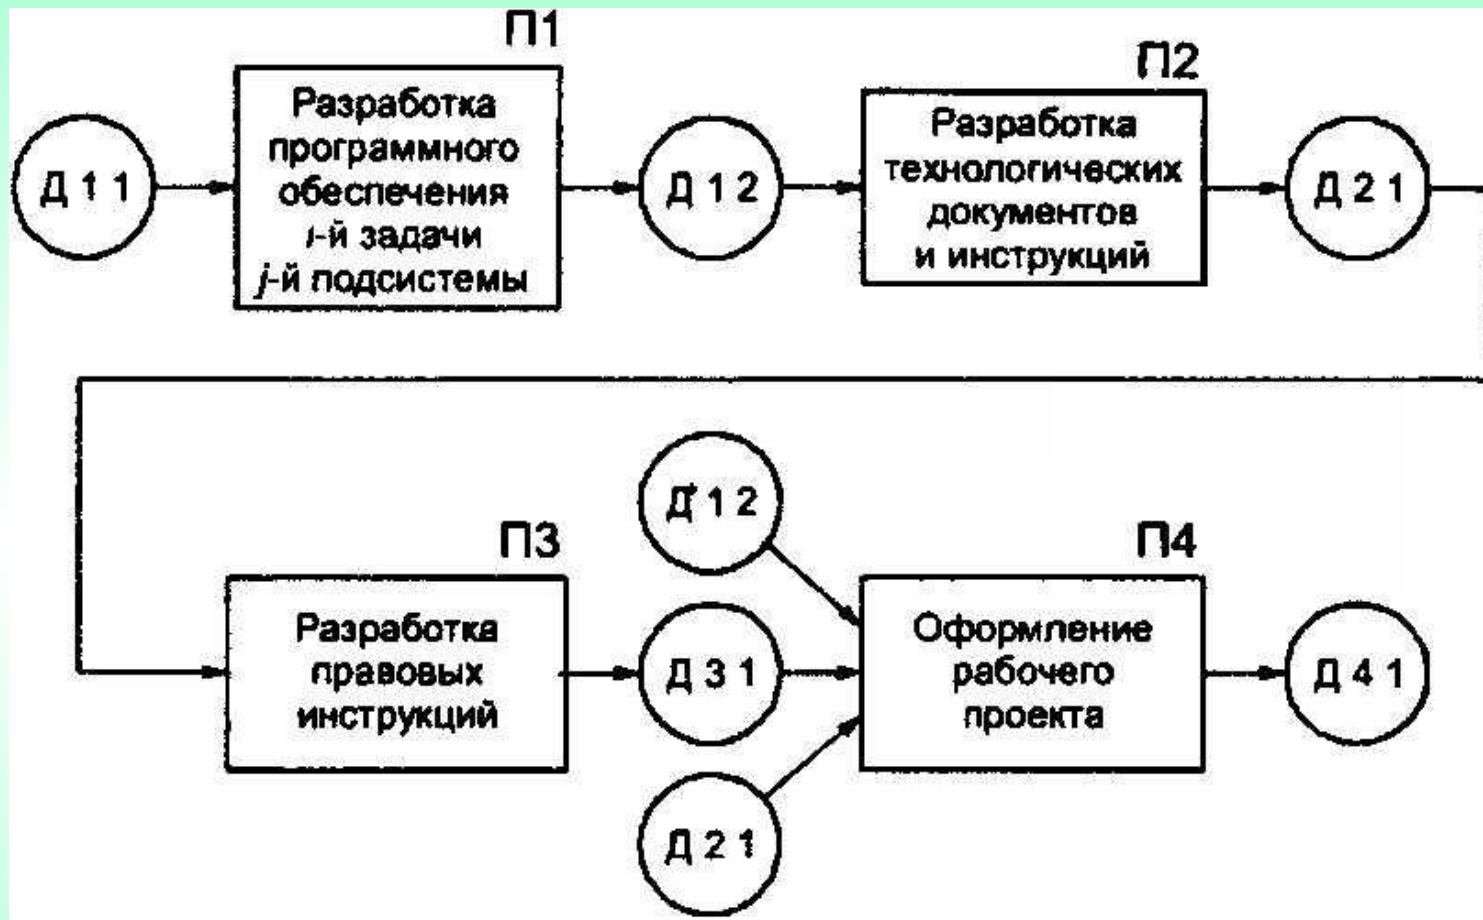 П1
Д 1 1
Разработка
программного
обеспечения
i-й задачи
j-й подсистемы
Д 1 2
П2
Разработка
технологических
документов
и инструкций
Д 2 1
П3
Разработка
правовых
инструкций
Д 1 2
Д 3 1
Д 2 1
П4
Оформление
рабочего
проекта
Д 4 1